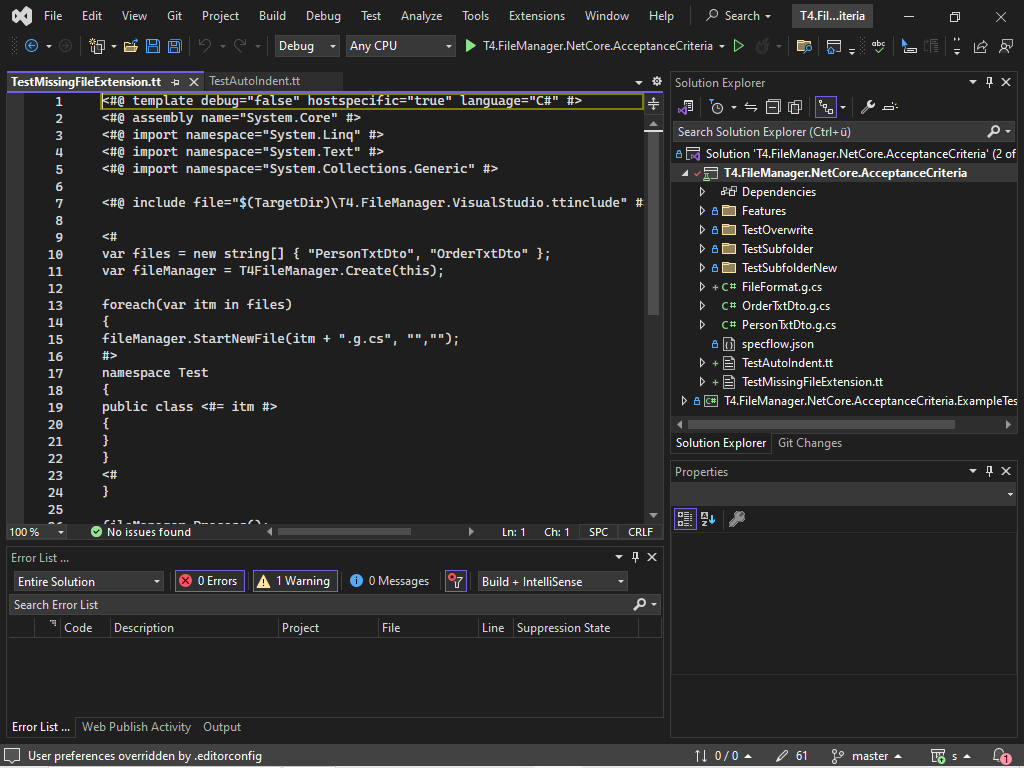 File Edit View Git Project Build Debug Test Analyze Tools Extensions Window Help Search T4.Fil...iteria
Debug Any CPU T4.FileManager.NetCore.AcceptanceCriteria
TestMissingFileExtension.tt TestAutoIndent.tt
1 <#@ template debug="false" hostspecific="true" language="C#" #>
2 <#@ assembly name="System.Core" #>
3 <#@ import namespace="System.Linq" #>
4 <#@ import namespace="System.Text" #>
5 <#@ import namespace="System.Collections.Generic" #>
6
7 <#@ include file="$(TargetDir)\T4.FileManager.VisualStudio.ttinclude" #
8
9 <#
10 var files = new string[] { "PersonTxtDto", "OrderTxtDto" };
11 var fileManager = T4FileManager.Create(this);
12
13 foreach(var itm in files)
14 {
15 fileManager.StartNewFile(itm + ".g.cs", "","");
16 #>
17 namespace Test
18 {
19 public class <#= itm #>
20 {
21 }
22 }
23 <#
24 }
25
26 fileManager.Process();
100 % No issues found Ln: 1 Ch: 1 SPC CRLF
Error List ...
Entire Solution 0 Errors 1 Warning 0 Messages Build + IntelliSense
Search Error List
Code Description Project File Line Suppression State
Error List ... Web Publish Activity Output
Solution Explorer
Search Solution Explorer (Ctrl+ü)
Solution 'T4.FileManager.NetCore.AcceptanceCriteria' (2 of
T4.FileManager.NetCore.AcceptanceCriteria
Dependencies
Features
TestOverwrite
TestSubfolder
TestSubfolderNew
C# FileFormat.g.cs
C# OrderTxtDto.g.cs
C# PersonTxtDto.g.cs
specflow.json
TestAutoIndent.tt
TestMissingFileExtension.tt
C# T4.FileManager.NetCore.AcceptanceCriteria.ExampleTes
Solution Explorer Git Changes
Properties
User preferences overridden by .editorconfig 0 / 0 61 master s 1